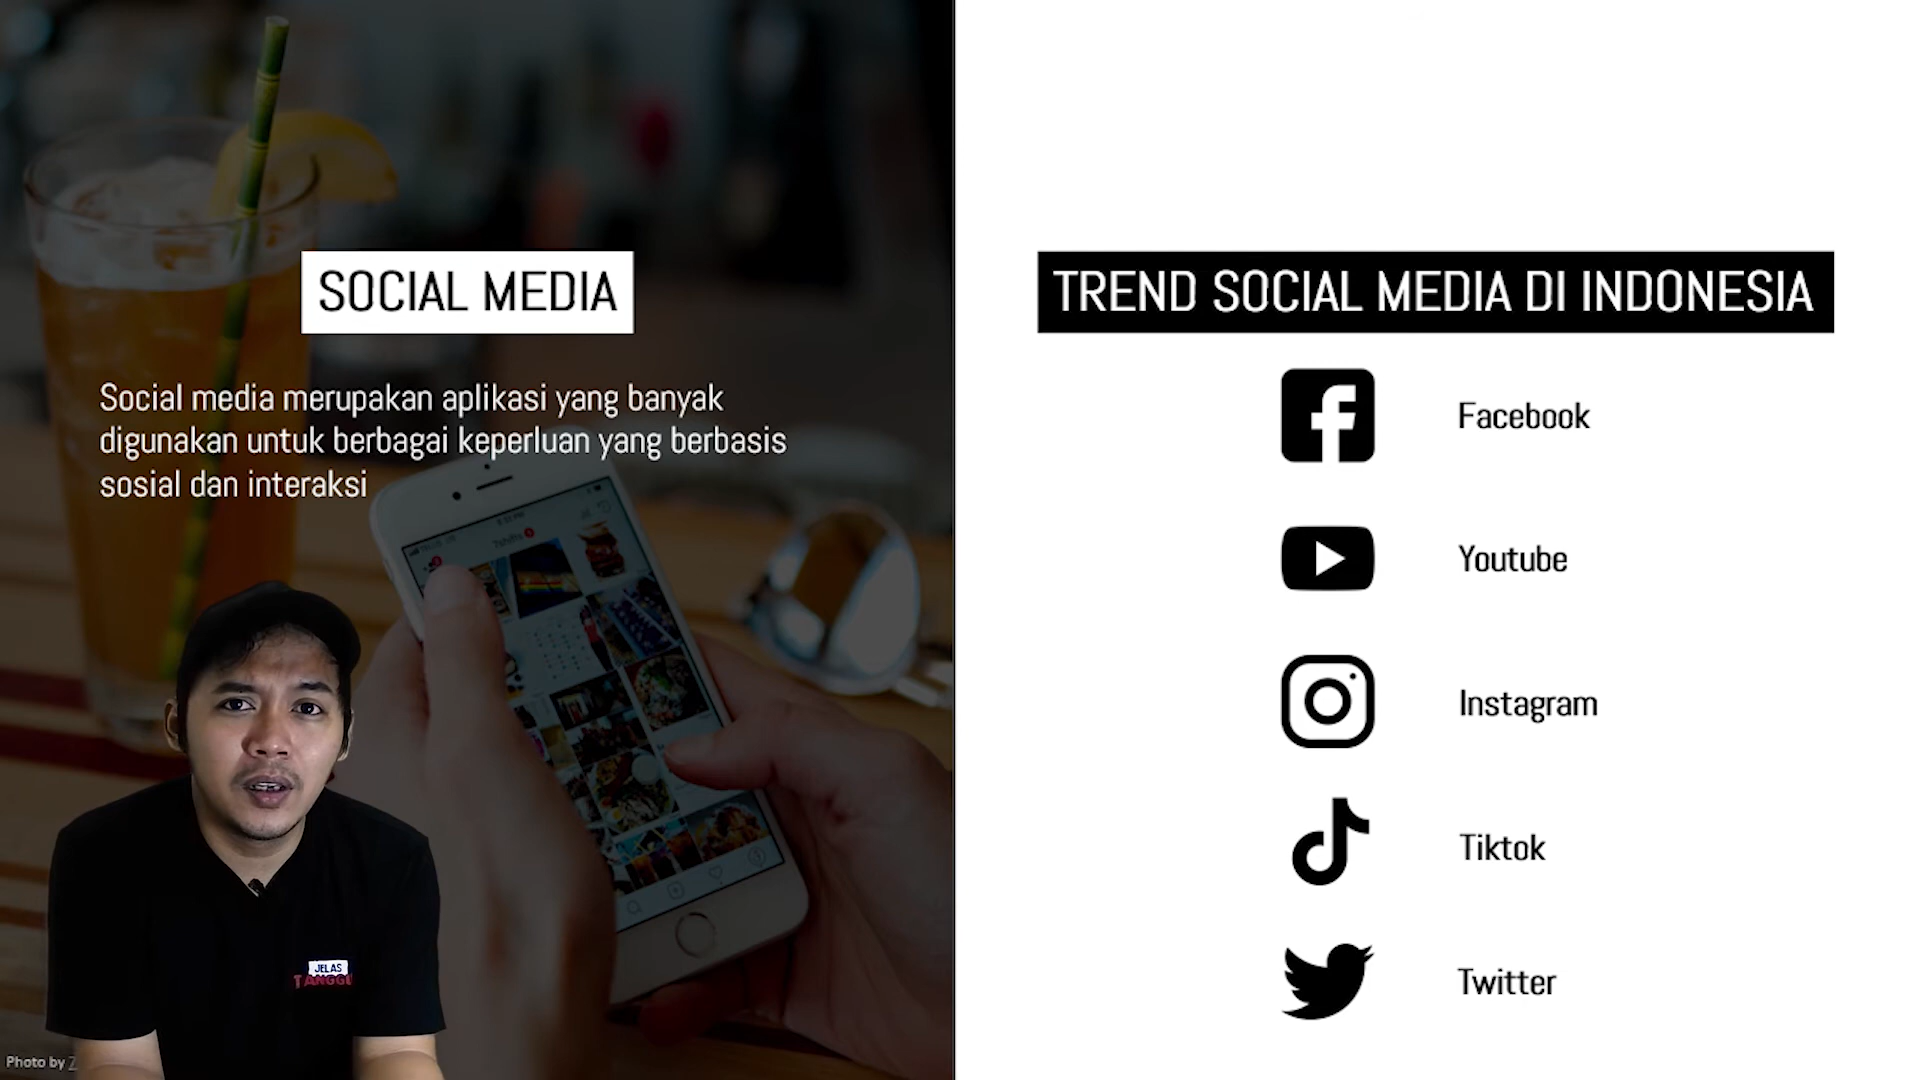 SOCIAL MEDIA
Social media merupakan aplikasi yang banyak
digunakan untuk berbagai keperluan yang berbasis
sosial dan interaksi
JELAS
Photo by
TREND SOCIAL MEDIA DI INDONESIA
Facebook
Youtube
Instagram
Tiktok
Twitter